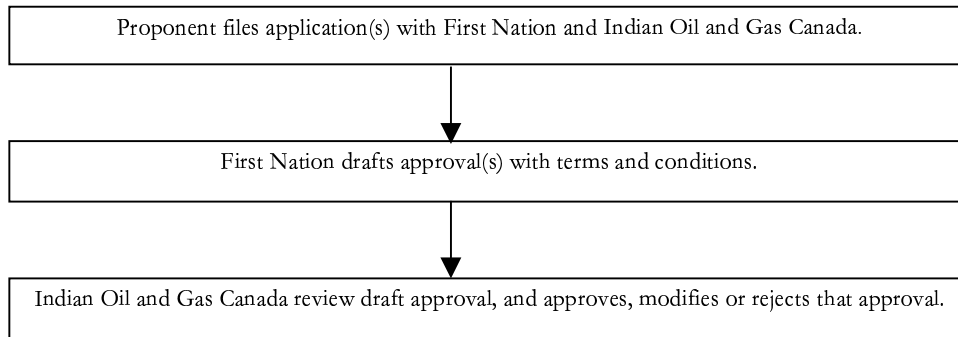 Proponent files application(s) with First Nation and Indian Oil and Gas Canada.
First Nation drafts approval(s) with terms and conditions.
Indian Oil and Gas Canada review draft approval, and approves, modifies or rejects that approval.